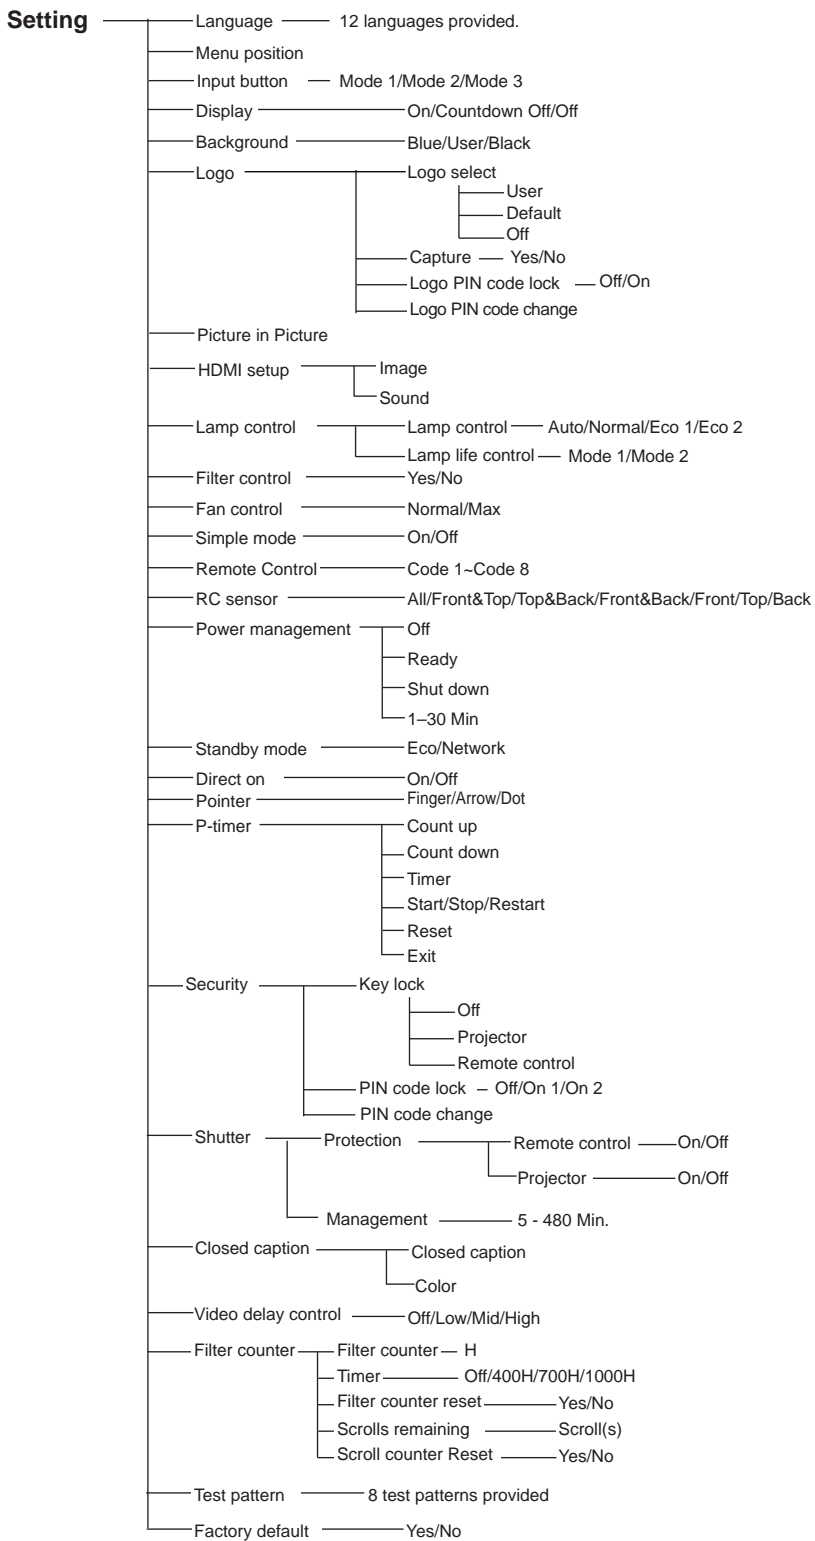 Setting
Language 12 languages provided.
Menu position
Input button Mode 1/Mode 2/Mode 3
Display On/Countdown Off/Off
Background Blue/User/Black
Logo Logo select
User
Default
Off
Capture Yes/No
Logo PIN code lock Off/On
Logo PIN code change
Picture in Picture
HDMI setup Image
Sound
Lamp control Lamp control Auto/Normal/Eco 1/Eco 2
Lamp life control Mode 1/Mode 2
Filter control Yes/No
Fan control Normal/Max
Simple mode On/Off
Remote Control Code 1~Code 8
RC sensor All/Front&Top/Top&Back/Front&Back/Front/Top/Back
Power management Off
Ready
Shut down
1–30 Min
Standby mode Eco/Network
Direct on On/Off
Pointer Finger/Arrow/Dot
P-timer Count up
Count down
Timer
Start/Stop/Restart
Reset
Exit
Security Key lock
Off
Projector
Remote control
PIN code lock Off/On 1/On 2
PIN code change
Shutter Protection Remote control On/Off
Projector On/Off
Management 5 - 480 Min.
Closed caption Closed caption
Color
Video delay control Off/Low/Mid/High
Filter counter Filter counter H
Timer Off/400H/700H/1000H
Filter counter reset Yes/No
Scrolls remaining Scroll(s)
Scroll counter Reset Yes/No
Test pattern 8 test patterns provided
Factory default Yes/No